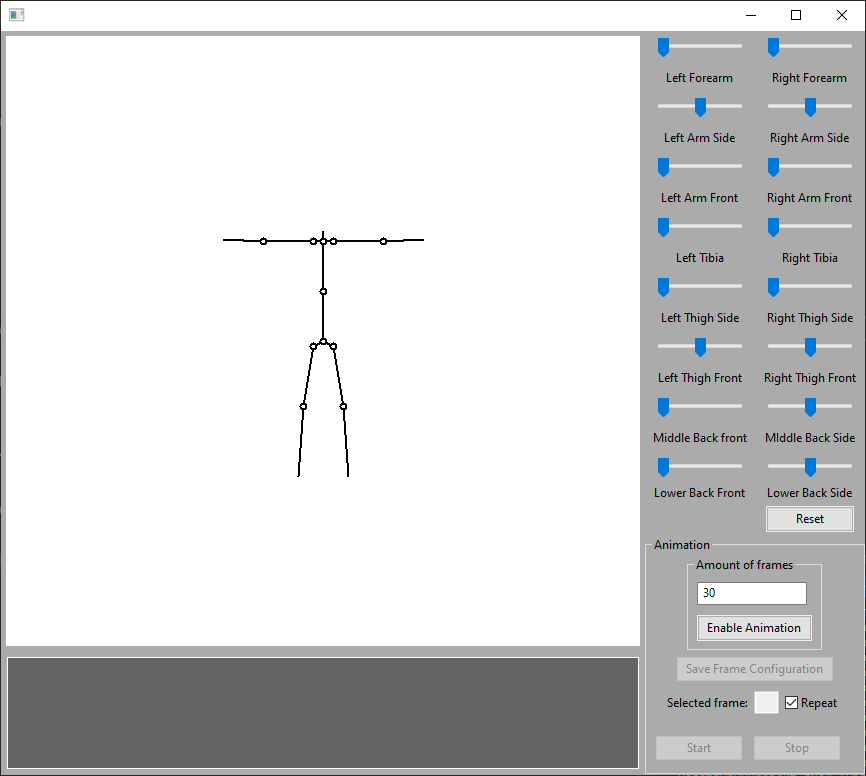 Left Forearm Right Forearm
Left Arm Side Right Arm Side
Left Arm Front Right Arm Front
Left Tibia Right Tibia
Left Thigh Side Right Thigh Side
Left Thigh Front Right Thigh Front
Middle Back front MIddle Back Side
Lower Back Front Lower Back Side
Reset
Animation
Amount of frames
30
Enable Animation
Save Frame Configuration
Selected frame: Repeat
Start Stop